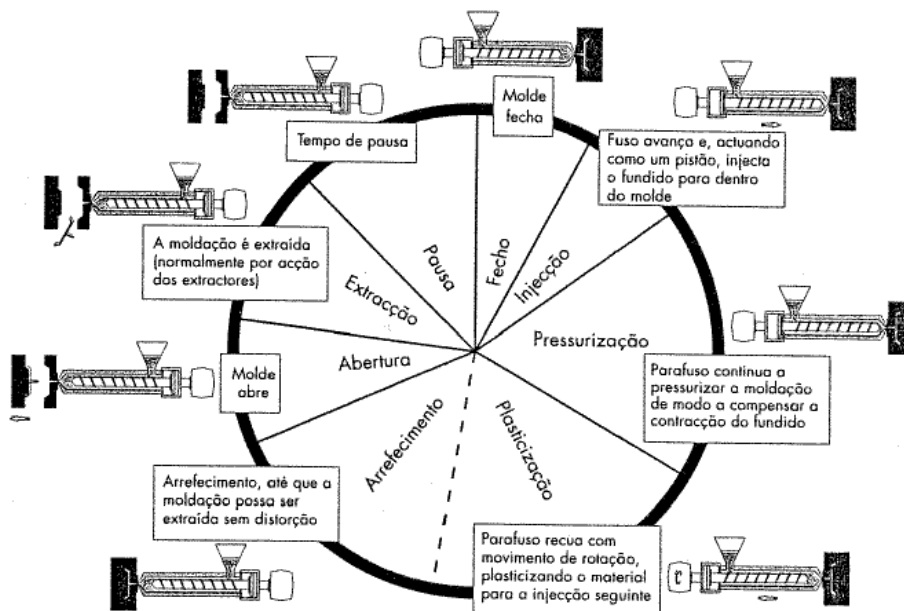 Molde
fecha
Fuso avança e, actuando
como um pistão, injecta
o fundido para dentro
do molde
Parafuso continua a
pressurizar a moldação
de modo a compensar a
contracção do fundido
Parafuso recua com
movimento de rotação,
plasticizando o material
para a injecção seguinte
Arrefecimento, até que a
moldação possa ser
extraída sem distorção
Molde
abre
A moldação é extraída
(normalmente por acção
dos extractores)
Tempo de pausa
Fecho
Injecção
Pressurização
Plasticização
Arrefecimento
Abertura
Extracção
Pausa